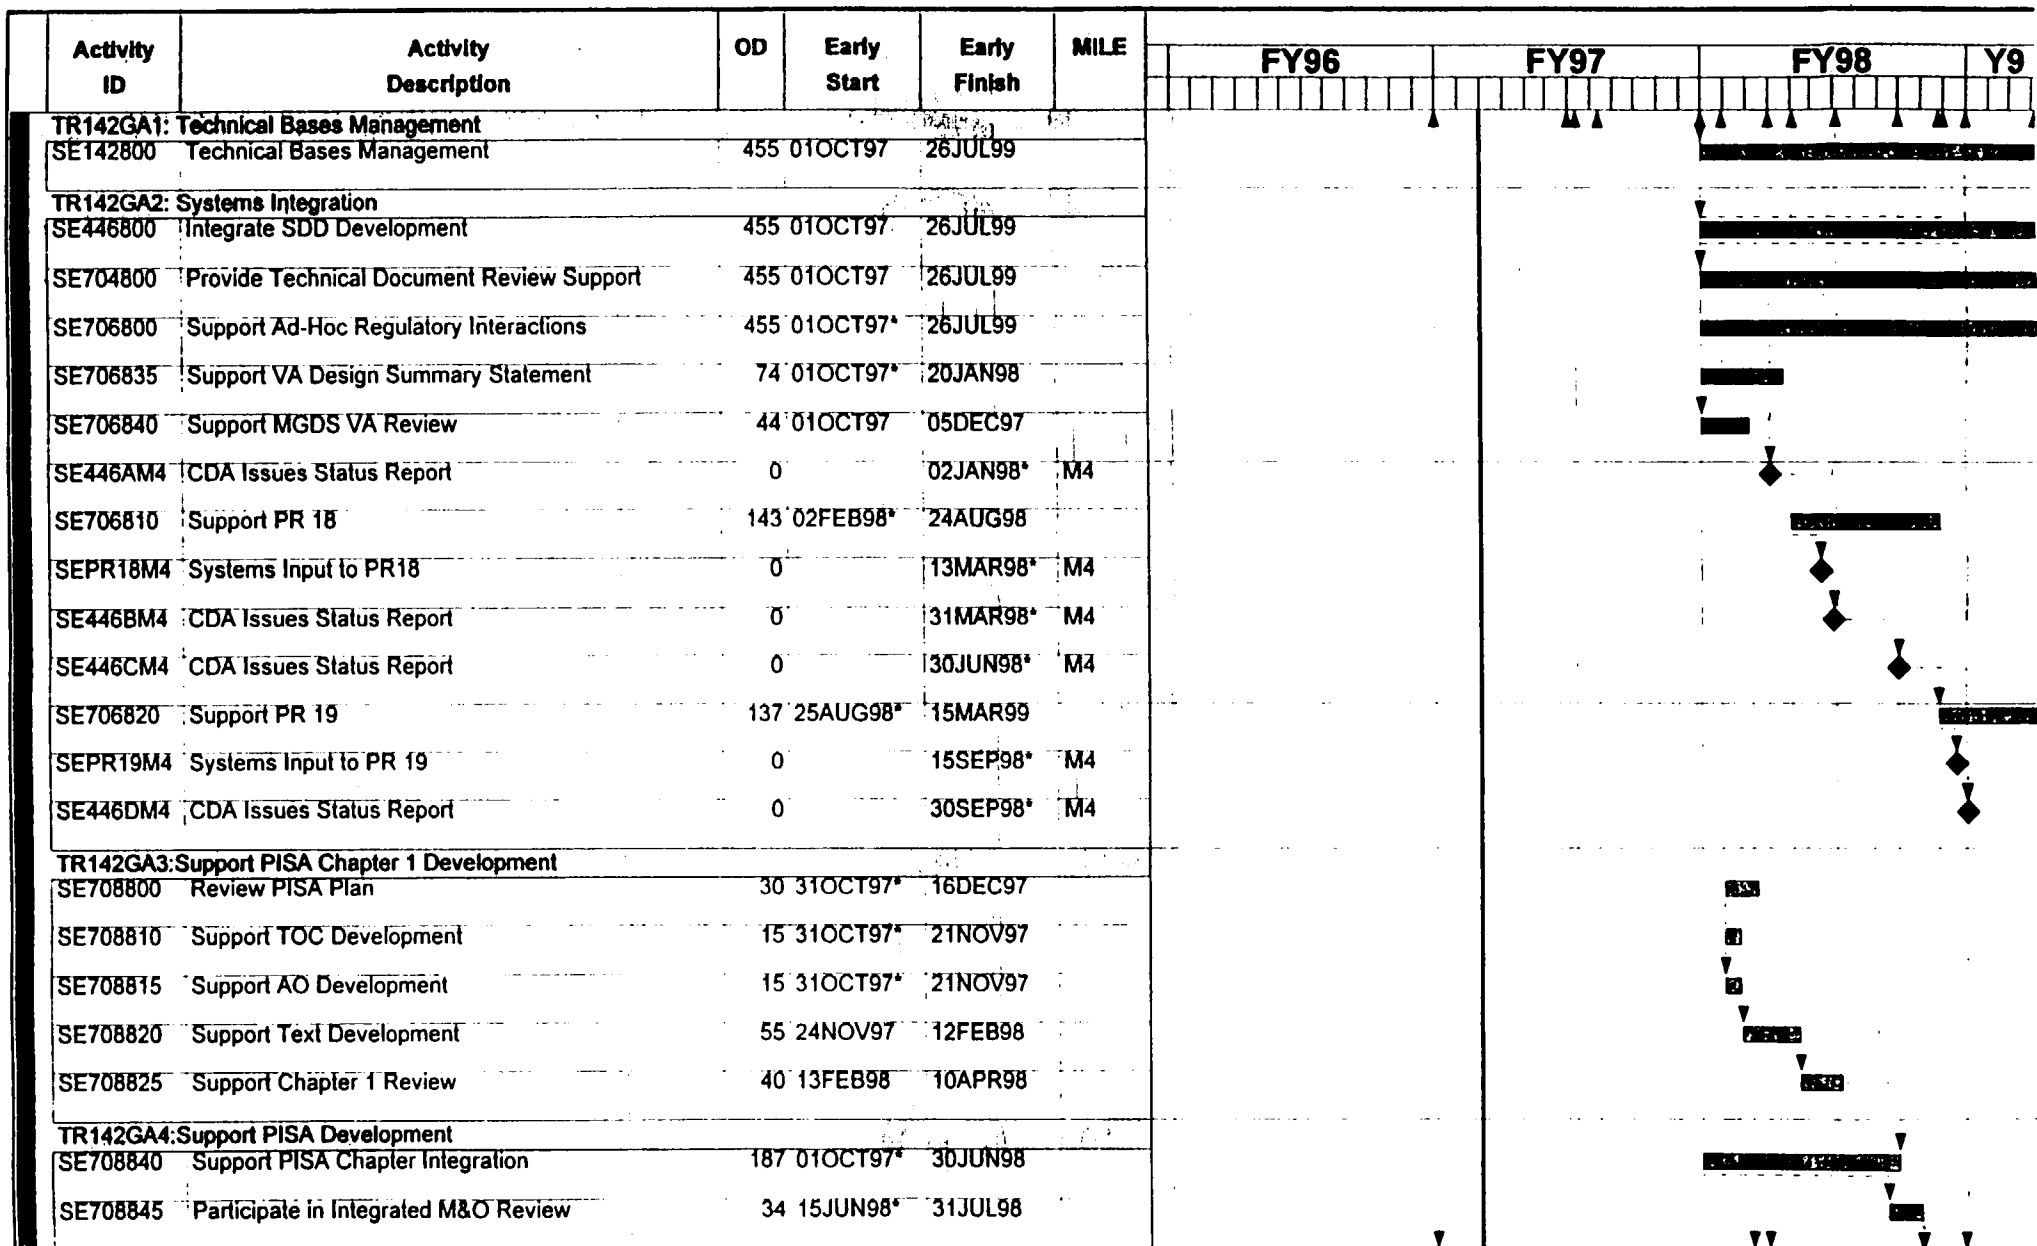 Activity ID Activity Description OD Early Start Early Finish MILE FY96 FY97 FY98 Y9
TR142GA1: Technical Bases Management
SE142800 Technical Bases Management 455 01OCT97 26JUL99
TR142GA2: Systems Integration
SE446800 Integrate SDD Development 455 01OCT97 26JUL99
SE704800 Provide Technical Document Review Support 455 01OCT97 26JUL99
SE706800 Support Ad-Hoc Regulatory Interactions 455 01OCT97* 26JUL99
SE706835 Support VA Design Summary Statement 74 01OCT97* 20JAN98
SE706840 Support MGDS VA Review 44 01OCT97 05DEC97
SE446AM4 CDA Issues Status Report 0 02JAN98* M4
SE706810 Support PR 18 143 02FEB98* 24AUG98
SEPR18M4 Systems Input to PR18 0 13MAR98* M4
SE446BM4 CDA Issues Status Report 0 31MAR98* M4
SE446CM4 CDA Issues Status Report 0 30JUN98* M4
SE706820 Support PR 19 137 25AUG98* 15MAR99
SEPR19M4 Systems Input to PR 19 0 15SEP98* M4
SE446DM4 CDA Issues Status Report 0 30SEP98* M4
TR142GA3:Support PISA Chapter 1 Development
SE708800 Review PISA Plan 30 31OCT97* 16DEC97
SE708810 Support TOC Development 15 31OCT97* 21NOV97
SE708815 Support AO Development 15 31OCT97* 21NOV97
SE708820 Support Text Development 55 24NOV97 12FEB98
SE708825 Support Chapter 1 Review 40 13FEB98 10APR98
TR142GA4:Support PISA Development
SE708840 Support PISA Chapter Integration 187 01OCT97* 30JUN98
SE708845 Participate in Integrated M&O Review 34 15JUN98* 31JUL98